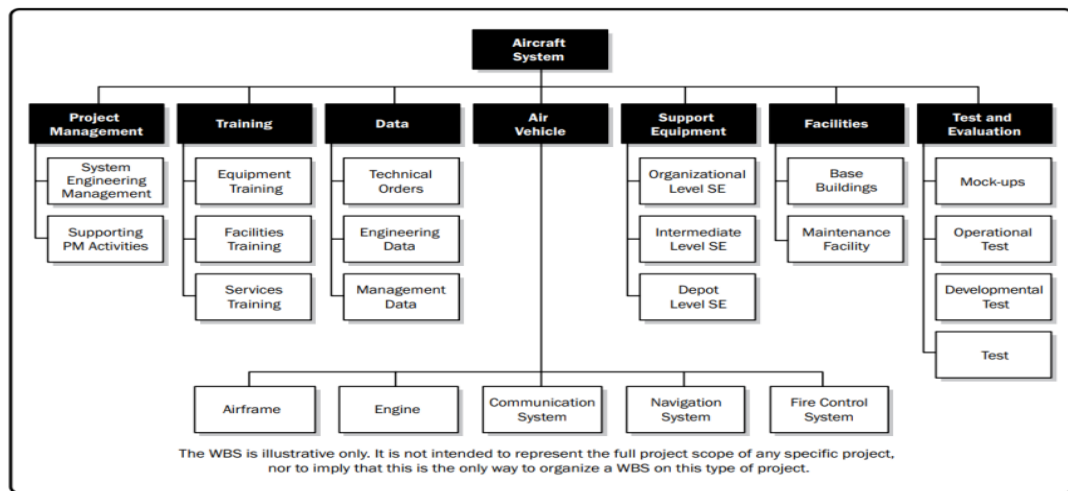 Aircraft
System
Project
Management
Training
Data
Air
Vehicle
Support
Equipment
Facilities
Test and
Evaluation
System
Engineering
Management
Supporting
PM Activities
Equipment
Training
Facilities
Training
Services
Training
Technical
Orders
Engineering
Data
Management
Data
Organizational
Level SE
Intermediate
Level SE
Depot
Level SE
Base
Buildings
Maintenance
Facility
Mock-ups
Operational
Test
Developmental
Test
Test
Airframe
Engine
Communication
System
Navigation
System
Fire Control
System
The WBS is illustrative only. It is not intended to represent the full project scope of any specific project,
nor to imply that this is the only way to organize a WBS on this type of project.